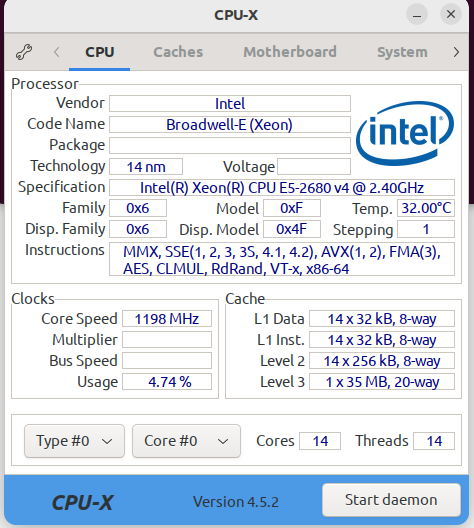 CPU-X
CPU Caches Motherboard System
Processor
Vendor Intel
Code Name Broadwell-E (Xeon)
intel
Package
Technology 14 nm Voltage
Specification Intel(R) Xeon(R) CPU E5-2680 v4 @ 2.40GHz
Family 0x6 Model 0xF Temp. 32.00°C
Disp. Family 0x6 Disp. Model 0x4F Stepping 1
Instructions MMX, SSE(1, 2, 3, 3S, 4.1, 4.2), AVX(1, 2), FMA(3),
AES, CLMUL, RdRand, VT-x, x86-64
Clocks
Core Speed 1198 MHz
Multiplier
Bus Speed
Usage 4.74 %
Cache
L1 Data 14 x 32 kB, 8-way
L1 Inst. 14 x 32 kB, 8-way
Level 2 14 x 256 kB, 8-way
Level 3 1 x 35 MB, 20-way
Type #0 Core #0 Cores 14 Threads 14
CPU-X Version 4.5.2 Start daemon